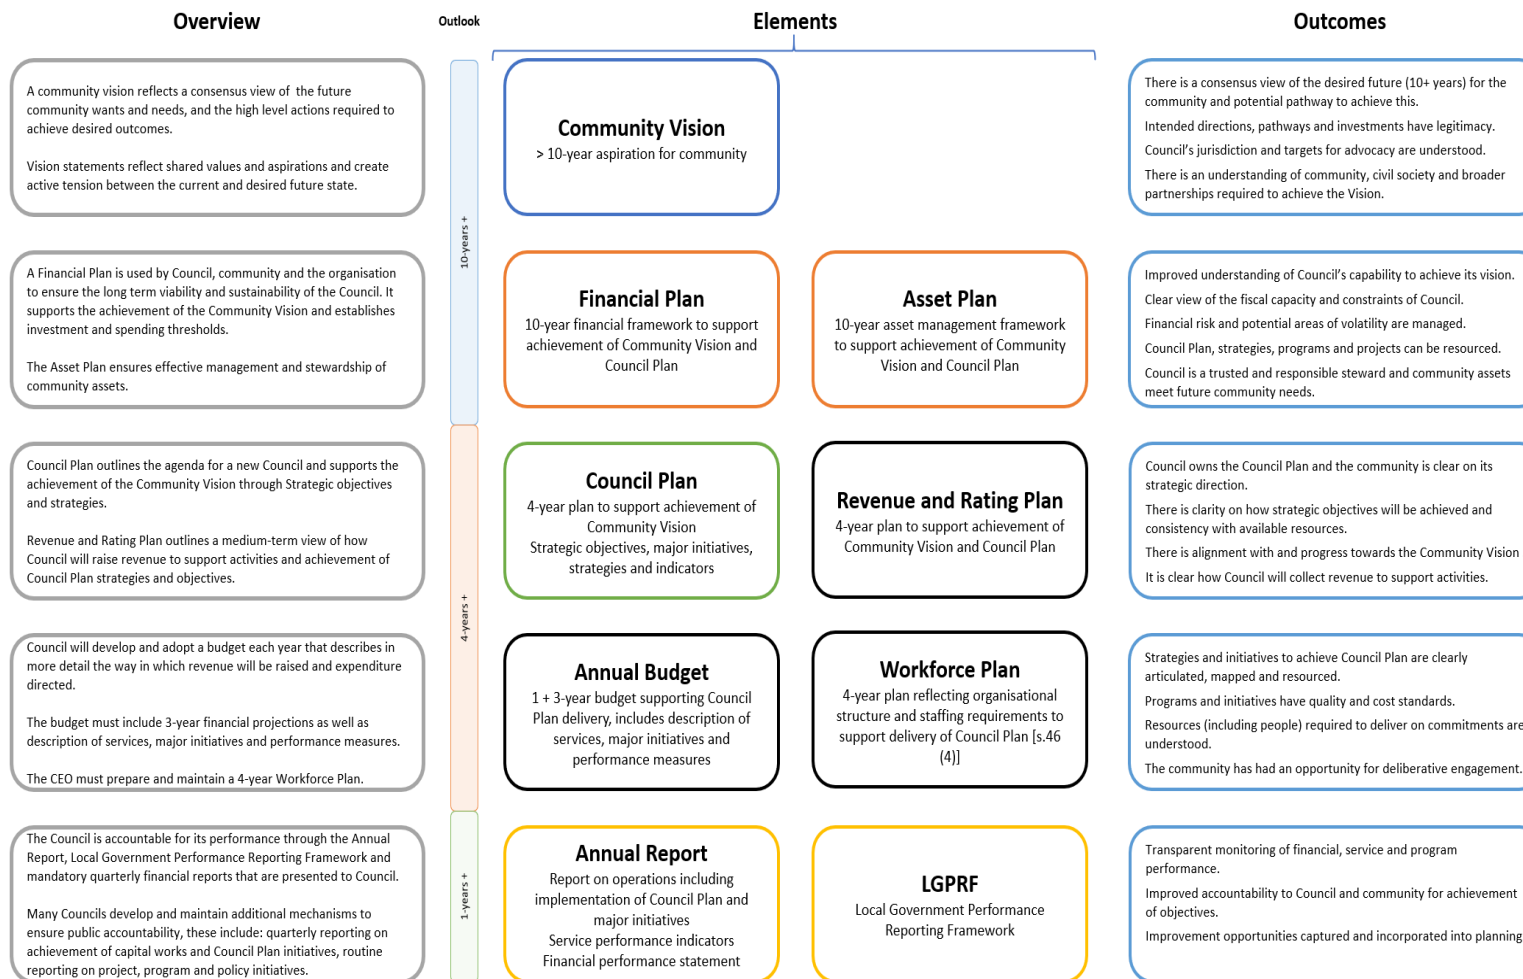 Overview
Outlook
Elements
Outcomes
A community vision reflects a consensus view of the future
community wants and needs, and the high level actions required to
achieve desired outcomes.
Vision statements reflect shared values and aspirations and create
active tension between the current and desired future state.
10-years +
Community Vision
> 10-year aspiration for community
There is a consensus view of the desired future (10+ years) for the
community and potential pathway to achieve this.
Intended directions, pathways and investments have legitimacy.
Council's jurisdiction and targets for advocacy are understood.
There is an understanding of community, civil society and broader
partnerships required to achieve the Vision.
A Financial Plan is used by Council, community and the organisation
to ensure the long term viability and sustainability of the Council. It
supports the achievement of the Community Vision and establishes
investment and spending thresholds.
The Asset Plan ensures effective management and stewardship of
community assets.
Financial Plan
10-year financial framework to support
achievement of Community Vision and
Council Plan
Asset Plan
10-year asset management framework
to support achievement of Community
Vision and Council Plan
Improved understanding of Council's capability to achieve its vision.
Clear view of the fiscal capacity and constraints of Council.
Financial risk and potential areas of volatility are managed.
Council Plan, strategies, programs and projects can be resourced.
Council is a trusted and responsible steward and community assets
meet future community needs.
Council Plan outlines the agenda for a new Council and supports the
achievement of the Community Vision through Strategic objectives
and strategies.
Revenue and Rating Plan outlines a medium-term view of how
Council will raise revenue to support activities and achievement of
Council Plan strategies and objectives.
4-years +
Council Plan
4-year plan to support achievement of
Community Vision
Strategic objectives, major initiatives,
strategies and indicators
Revenue and Rating Plan
4-year plan to support achievement of
Community Vision and Council Plan
Council owns the Council Plan and the community is clear on its
strategic direction.
There is clarity on how strategic objectives will be achieved and
consistency with available resources.
There is alignment with and progress towards the Community Vision
It is clear how Council will collect revenue to support activities.
Council will develop and adopt a budget each year that describes in
more detail the way in which revenue will be raised and expenditure
directed.
The budget must include 3-year financial projections as well as
description of services, major initiatives and performance measures.
The CEO must prepare and maintain a 4-year Workforce Plan.
Annual Budget
1 + 3-year budget supporting Council
Plan delivery, includes description of
services, major initiatives and
performance measures
Workforce Plan
4-year plan reflecting organisational
structure and staffing requirements to
support delivery of Council Plan [s.46
(4)]
Strategies and initiatives to achieve Council Plan are clearly
articulated, mapped and resourced.
Programs and initiatives have quality and cost standards.
Resources (including people) required to deliver on commitments are
understood.
The community has had an opportunity for deliberative engagement.
The Council is accountable for its performance through the Annual
Report, Local Government Performance Reporting Framework and
mandatory quarterly financial reports that are presented to Council.
Many Councils develop and maintain additional mechanisms to
ensure public accountability, these include: quarterly reporting on
achievement of capital works and Council Plan initiatives, routine
reporting on project, program and policy initiatives.
1-years +
Annual Report
Report on operations including
implementation of Council Plan and
major initiatives
Service performance indicators
Financial performance statement
LGPRF
Local Government Performance
Reporting Framework
Transparent monitoring of financial, service and program
performance.
Improved accountability to Council and community for achievement
of objectives.
Improvement opportunities captured and incorporated into planning